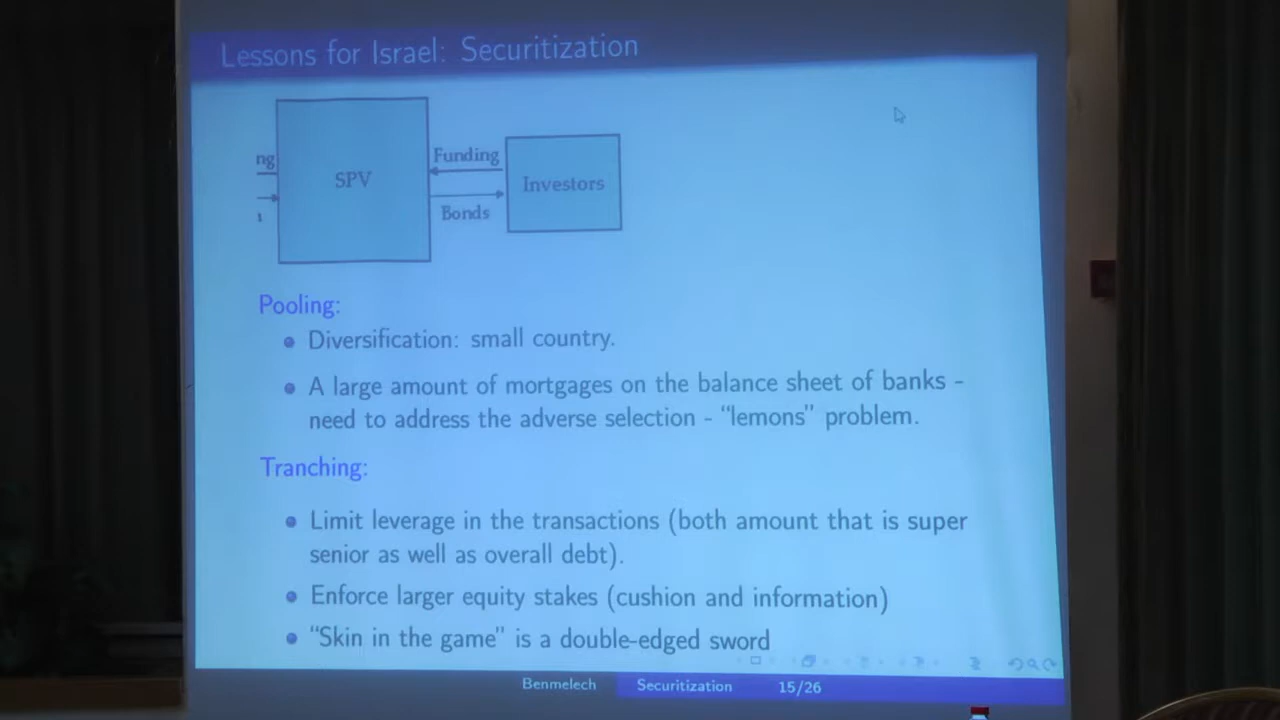 Lessons for Israel: Securitization
ng
SPV
Funding
Bonds
Investors
Pooling:
Diversification: small country.
A large amount of mortgages on the balance sheet of banks -
need to address the adverse selection - “lemons” problem.
Tranching:
Limit leverage in the transactions (both amount that is super
senior as well as overall debt).
Enforce larger equity stakes (cushion and information)
“Skin in the game” is a double-edged sword
Benmelech Securitization 15/26